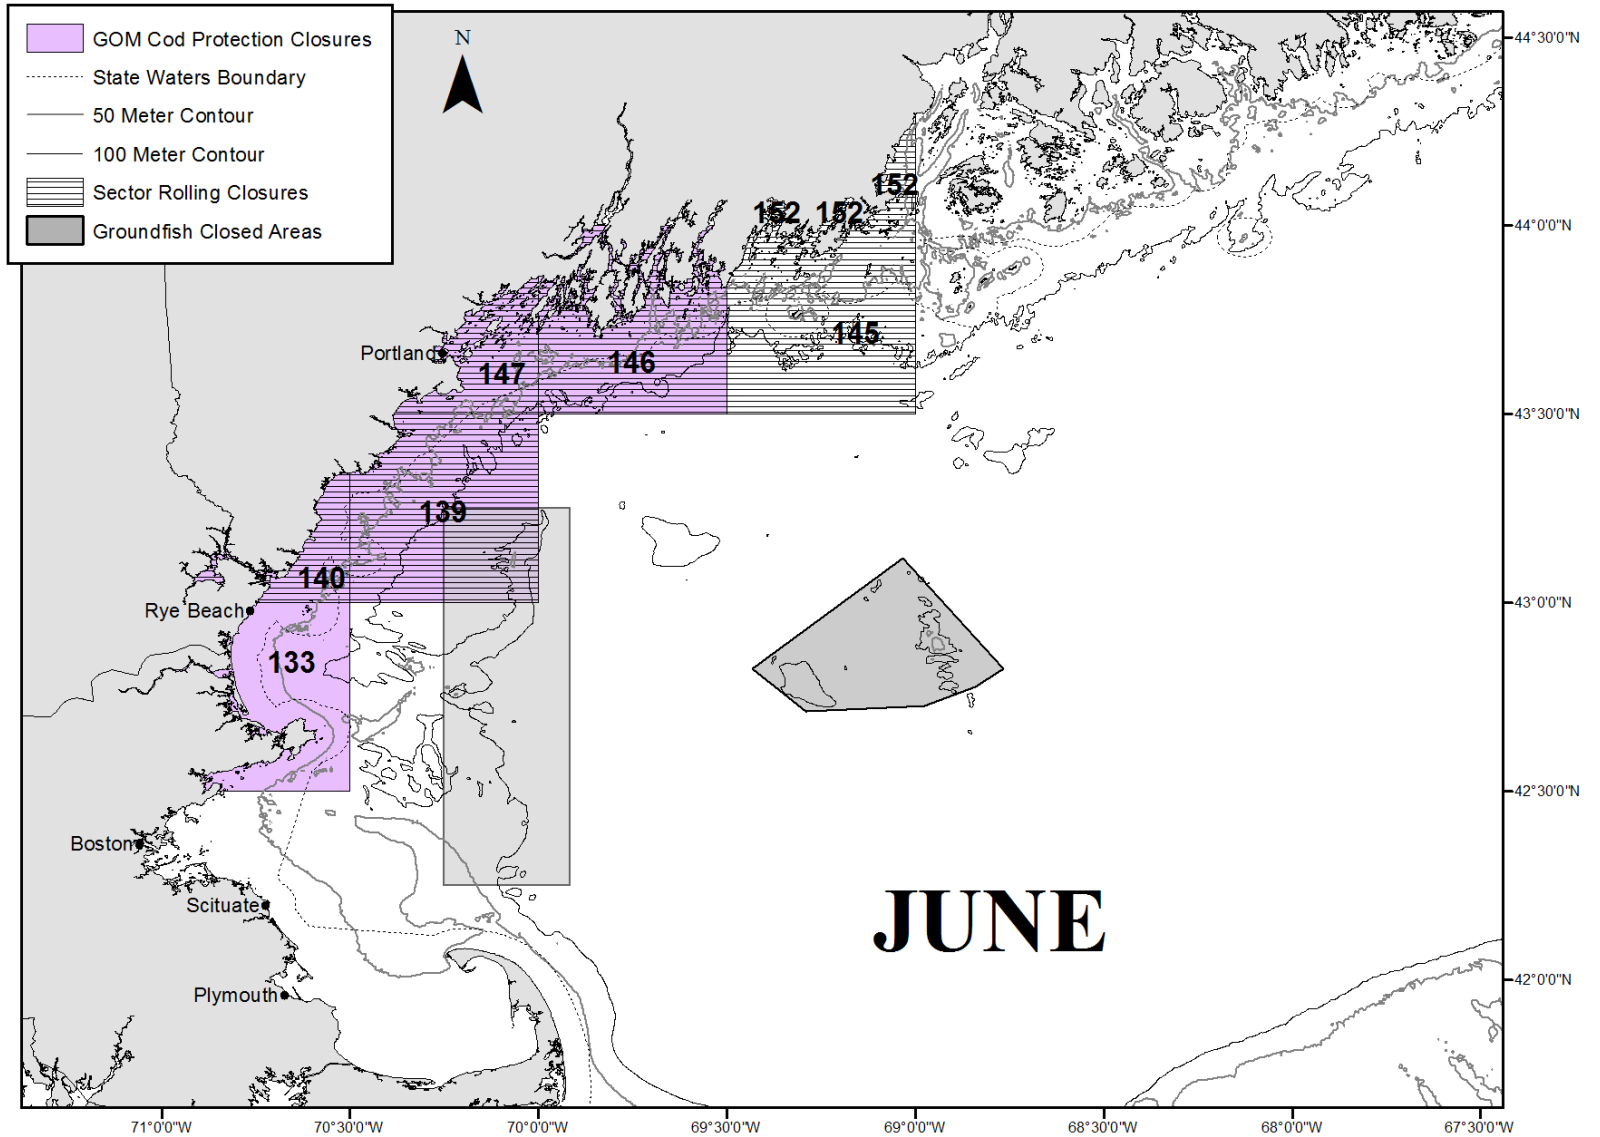 GOM Cod Protection Closures
State Waters Boundary
50 Meter Contour
100 Meter Contour
Sector Rolling Closures
Groundfish Closed Areas
N
44°30'0"N
152
152 152
44°0'0"N
145
Portland
146
147
43°30'0"N
139
140
43°0'0"N
Rye Beach
133
42°30'0"N
Boston
JUNE
Scituate
42°0'0"N
Plymouth
71°0'0"W 70°30'0"W 70°0'0"W 69°30'0"W 69°0'0"W 68°30'0"W 68°0'0"W 67°30'0"W